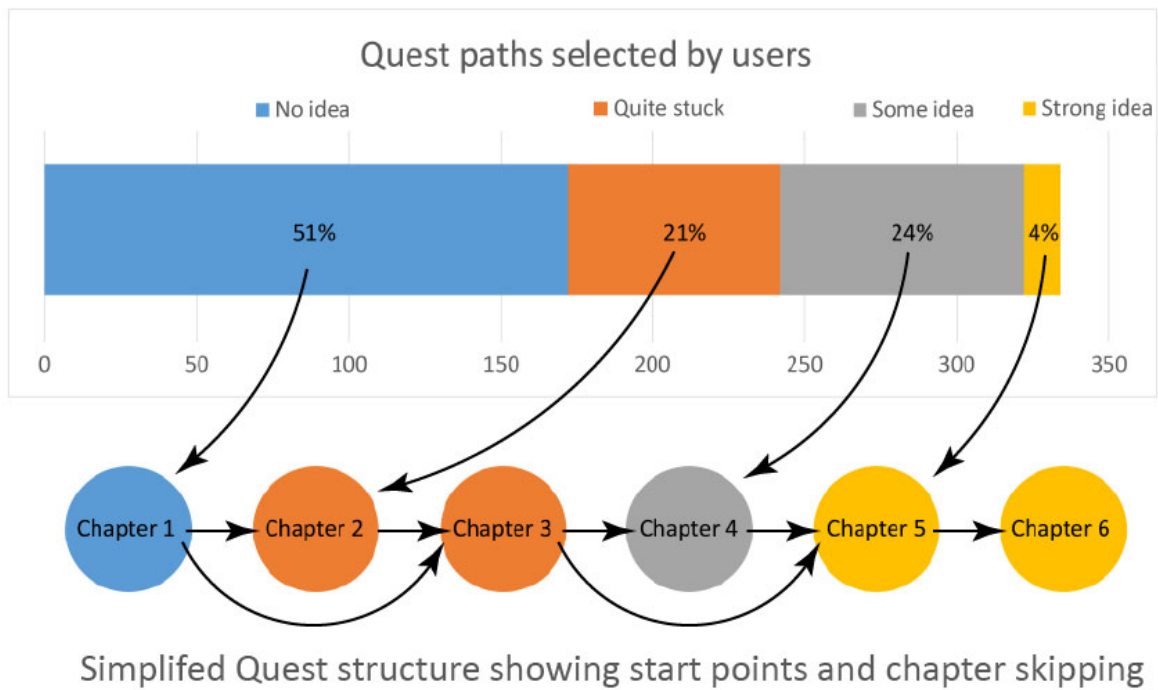 Quest paths selected by users
No idea Quite stuck Some idea Strong idea
51% 21% 24% 4%
0 50 100 150 200 250 300 350
Chapter 1 Chapter 2 Chapter 3 Chapter 4 Chapter 5 Chapter 6
Simplifed Quest structure showing start points and chapter skipping